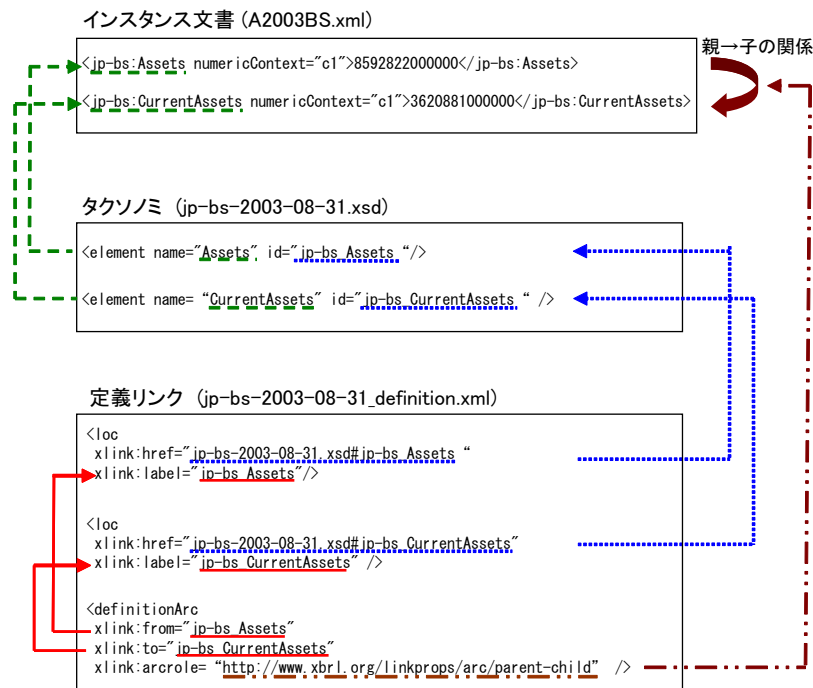 インスタンス文書 (A2003BS.xml)
親→子の関係
<jp-bs:Assets numericContext="c1">8592822000000</jp-bs:Assets>
<jp-bs:CurrentAssets numericContext="c1">3620881000000</jp-bs:CurrentAssets>
タクソノミ (jp-bs-2003-08-31.xsd)
<element name="Assets" id="jp-bs_Assets “/>
<element name= “CurrentAssets" id="jp-bs_CurrentAssets “ />
定義リンク (jp-bs-2003-08-31_definition.xml)
<loc
xlink:href="jp-bs-2003-08-31.xsd#jp-bs_Assets “
xlink:label="jp-bs_Assets"/>
<loc
xlink:href="jp-bs-2003-08-31.xsd#jp-bs_CurrentAssets"
xlink:label="jp-bs_CurrentAssets" />
<definitionArc
xlink:from="jp-bs_Assets"
xlink:to="jp-bs_CurrentAssets"
xlink:arcrole= “http://www.xbrl.org/linkprops/arc/parent-child” />